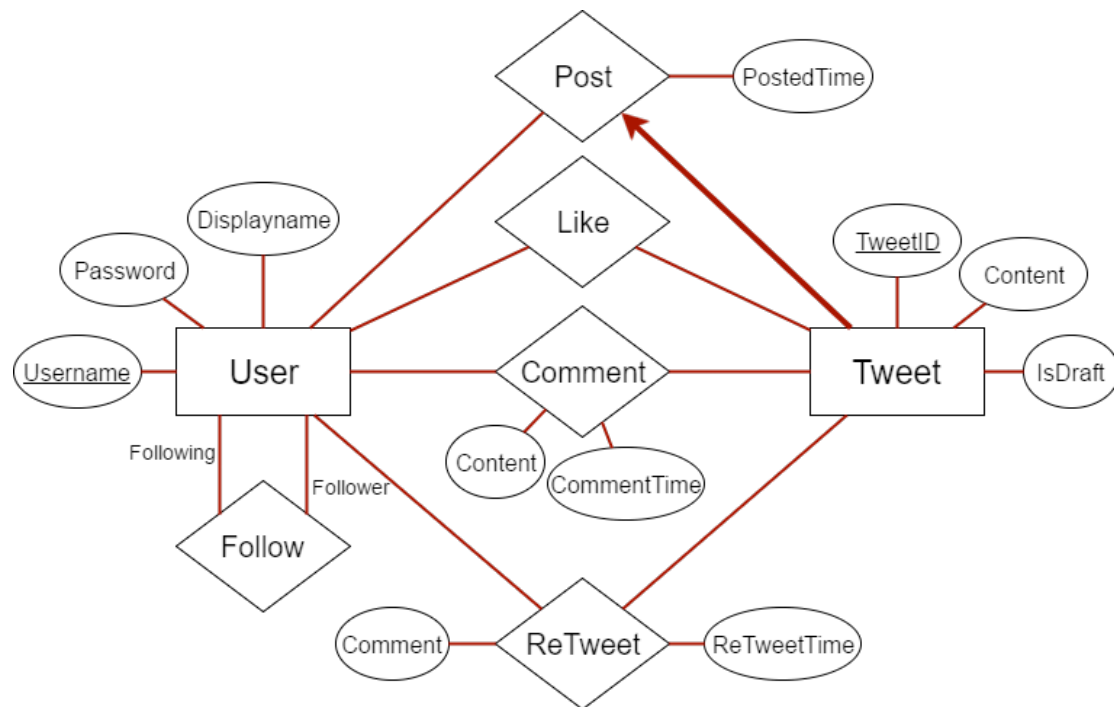 Post
PostedTime
Like
Displayname
Password
TweetID
Content
Username
User
Comment
Tweet
IsDraft
Following
Follower
Content
CommentTime
Follow
Comment
ReTweet
ReTweetTime